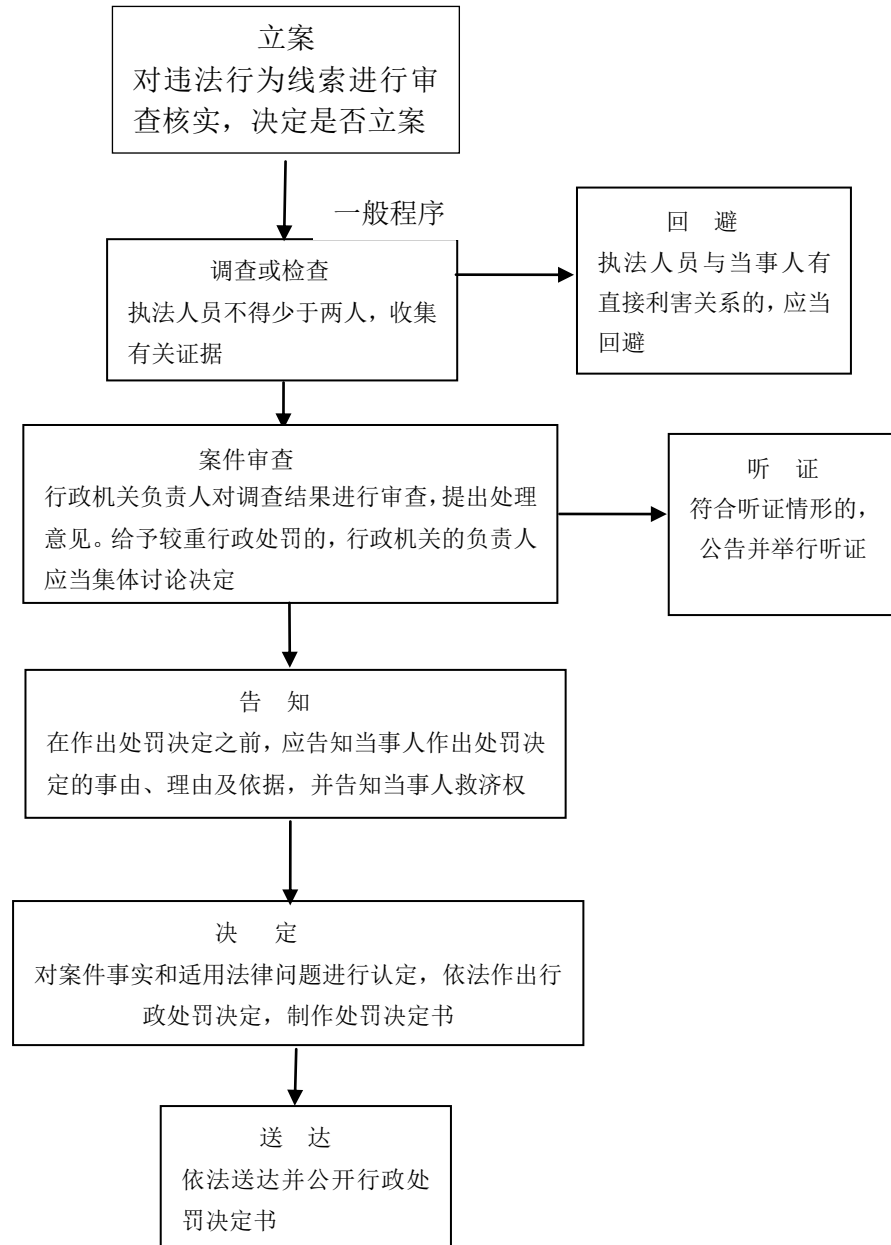 立案
对违法行为线索进行审
查核实，决定是否立案
一般程序
调查或检查
执法人员不得少于两人，收集
有关证据
回 避
执法人员与当事人有
直接利害关系的，应当
回避
案件审查
行政机关负责人对调查结果进行审查，提出处理
意见。给予较重行政处罚的，行政机关的负责人
应当集体讨论决定
听 证
符合听证情形的，
公告并举行听证
告 知
在作出处罚决定之前，应告知当事人作出处罚决
定的事由、理由及依据，并告知当事人救济权
决 定
对案件事实和适用法律问题进行认定，依法作出行
政处罚决定，制作处罚决定书
送 达
依法送达并公开行政处
罚决定书